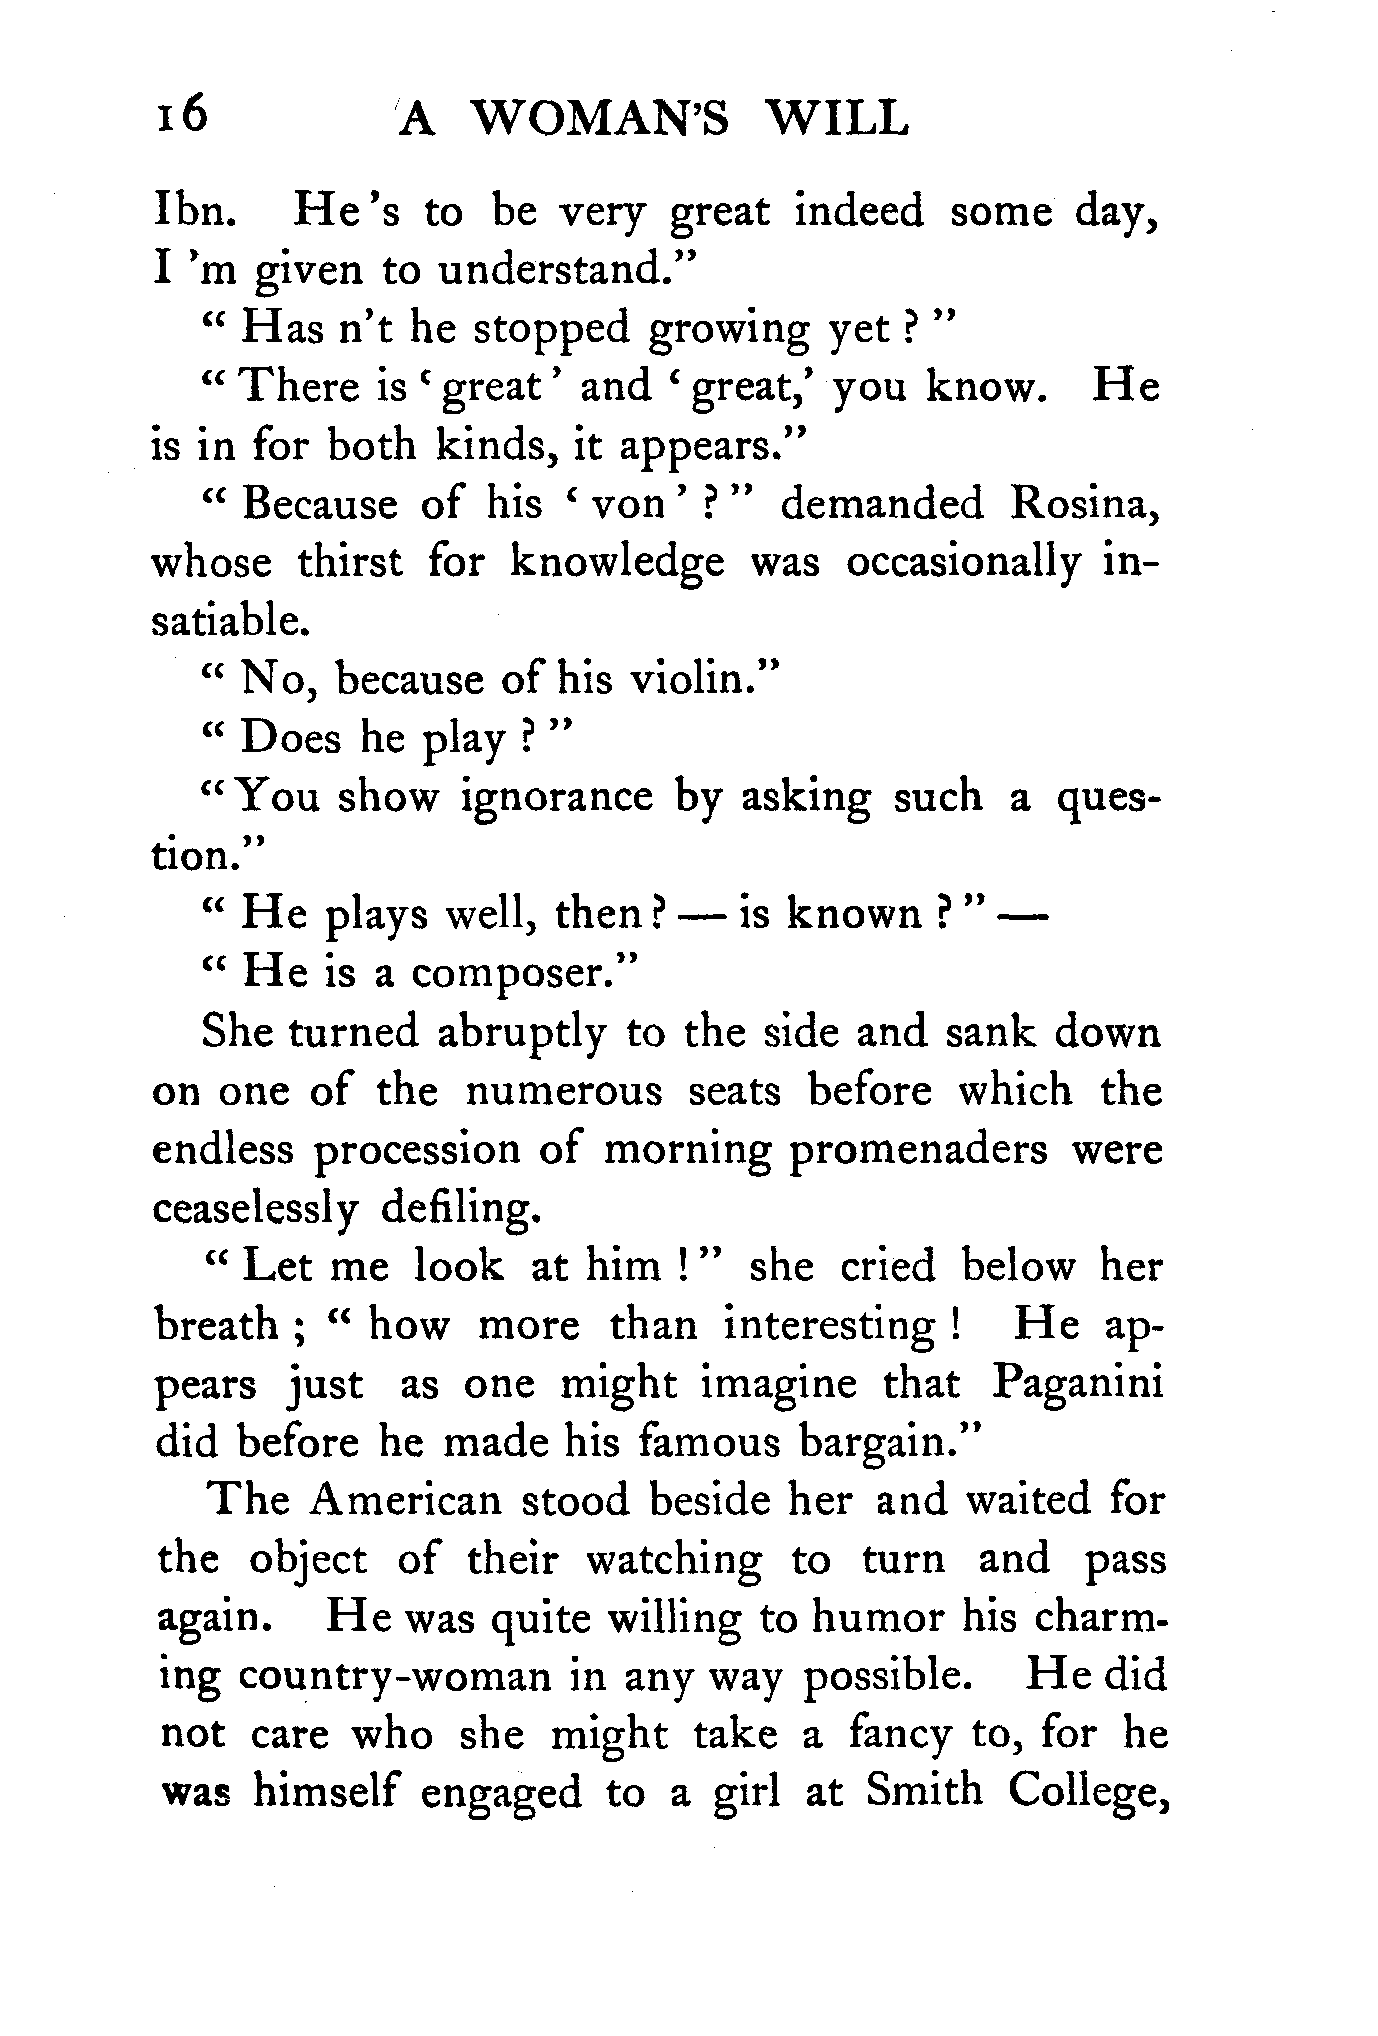 16 A WOMAN'S WILL
Ibn. He 's to be very great indeed some day,
I 'm given to understand."
" Has n't he stopped growing yet ? "
" There is ' great ' and ' great,' you know. He
is in for both kinds, it appears."
" Because of his ' von ' ? " demanded Rosina,
whose thirst for knowledge was occasionally in-
satiable.
" No, because of his violin."
" Does he play ? "
" You show ignorance by asking such a ques-
tion."
" He plays well, then ? — is known ? " —
" He is a composer."
She turned abruptly to the side and sank down
on one of the numerous seats before which the
endless procession of morning promenaders were
ceaselessly defiling.
" Let me look at him ! " she cried below her
breath ; " how more than interesting ! He ap-
pears just as one might imagine that Paganini
did before he made his famous bargain."
The American stood beside her and waited for
the object of their watching to turn and pass
again. He was quite willing to humor his charm-
ing country-woman in any way possible. He did
not care who she might take a fancy to, for he
was himself engaged to a girl at Smith College,